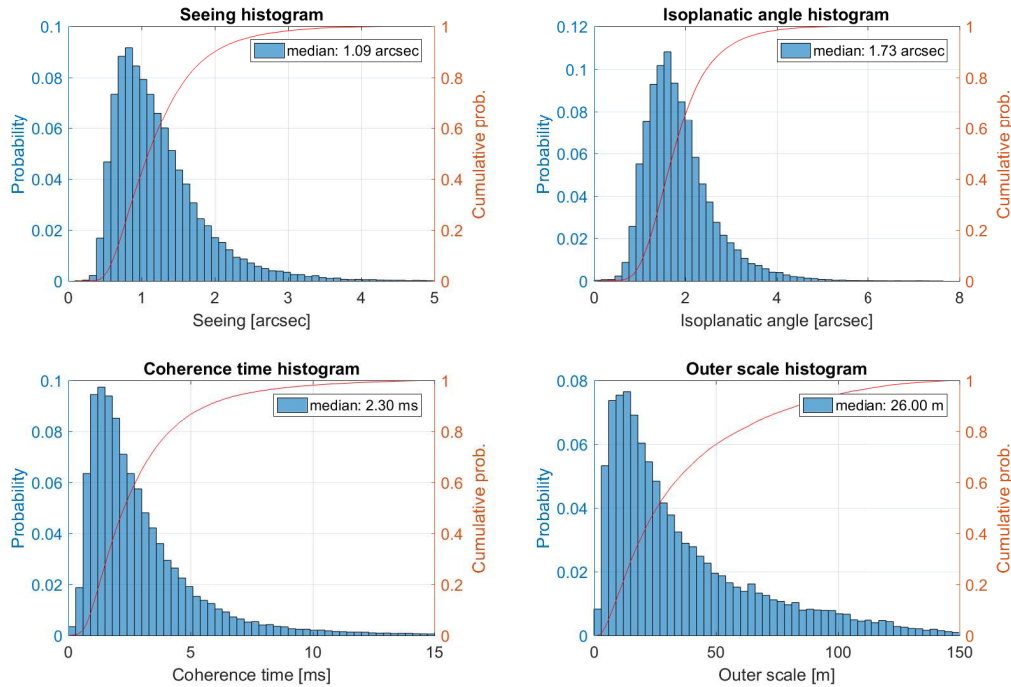 Seeing histogram
0.1
0.08
0.06
0.04
0.02
0
Probability
median: 1.09 arcsec
1
0.8
0.6
0.4
0.2
0
Cumulative prob.
0 1 2 3 4 5
Seeing [arcsec]
Isoplanatic angle histogram
0.12
0.1
0.08
0.06
0.04
0.02
0
Probability
median: 1.73 arcsec
1
0.8
0.6
0.4
0.2
0
Cumulative prob.
0 2 4 6 8
Isoplanatic angle [arcsec]
Coherence time histogram
0.1
0.08
0.06
0.04
0.02
0
Probability
median: 2.30 ms
1
0.8
0.6
0.4
0.2
0
Cumulative prob.
0 5 10 15
Coherence time [ms]
Outer scale histogram
0.08
0.06
0.04
0.02
0
Probability
median: 26.00 m
1
0.8
0.6
0.4
0.2
0
Cumulative prob.
0 50 100 150
Outer scale [m]